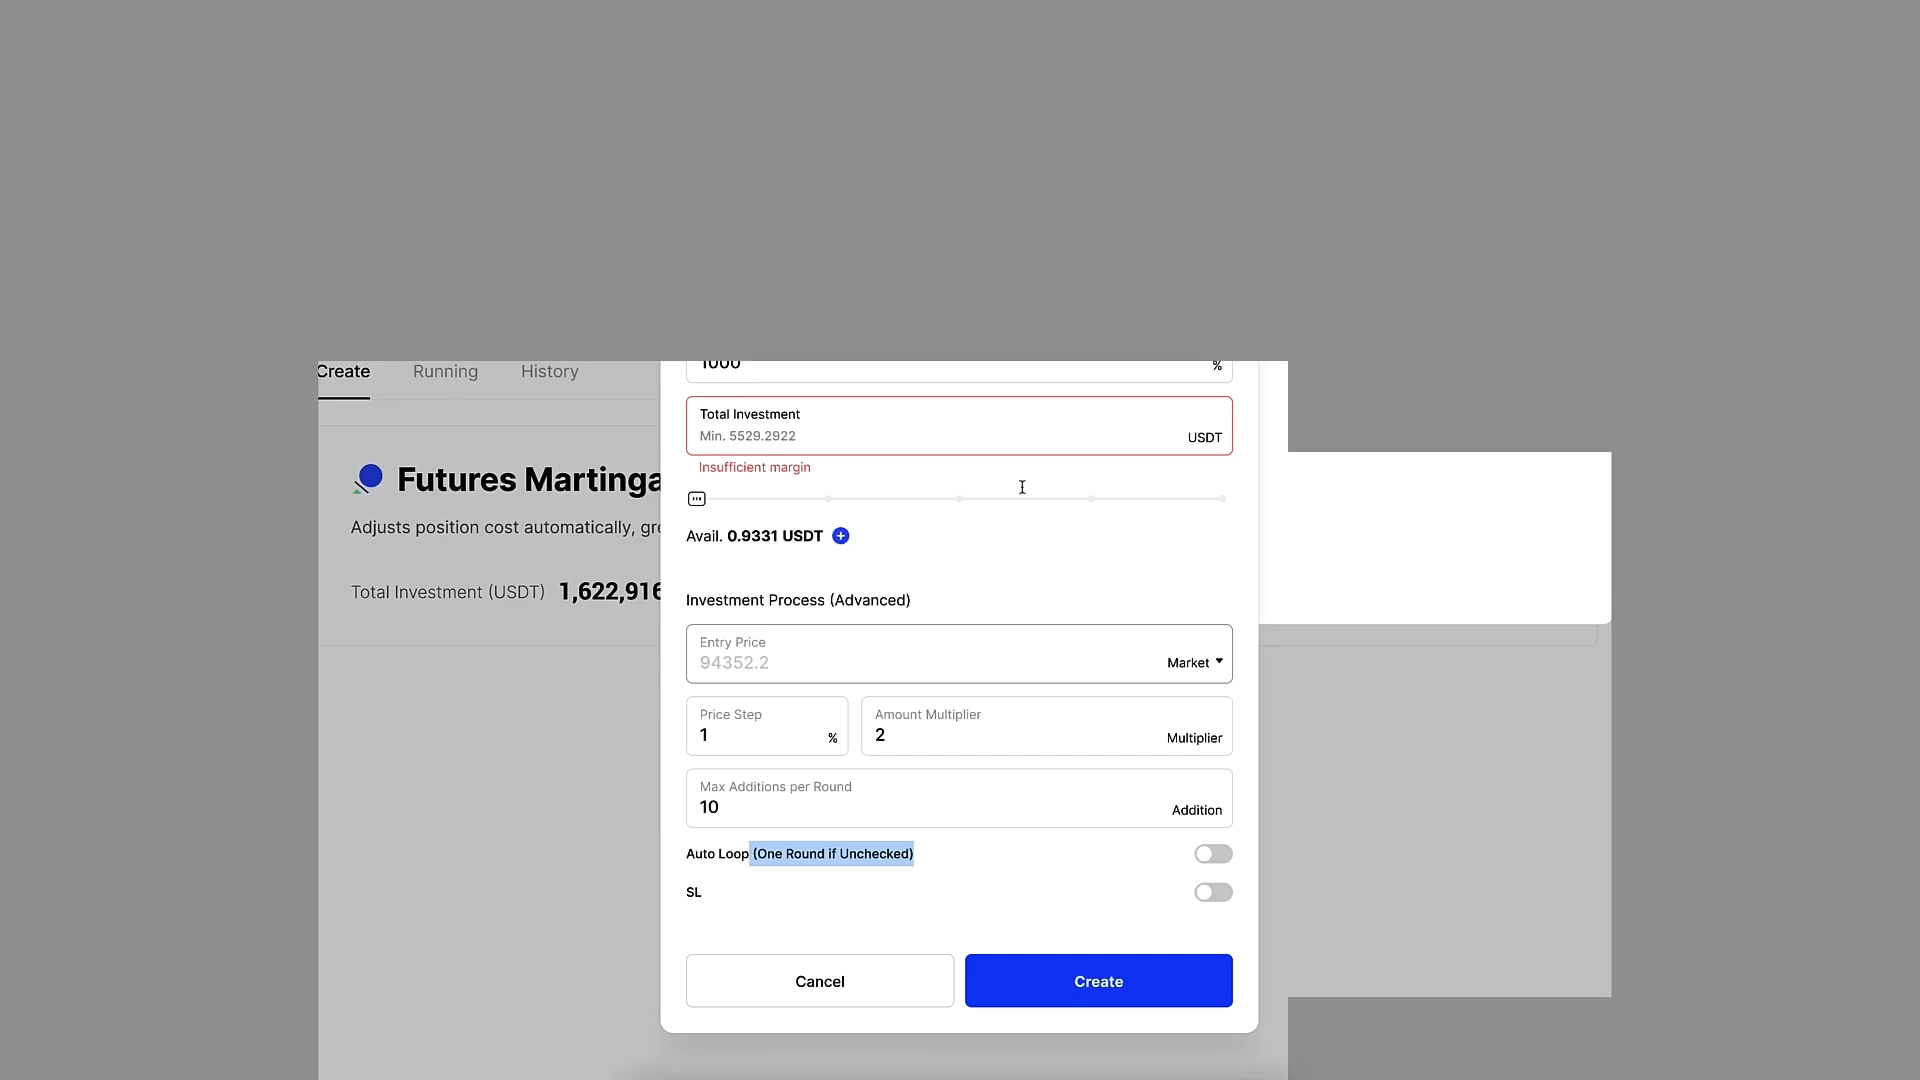 Create Running History
1000 %
Total Investment
Min. 5529.2922 USDT
Insufficient margin
Futures Martinga
Adjusts position cost automatically, gre
Avail. 0.9331 USDT
Total Investment (USDT) 1,622,916
Investment Process (Advanced)
Entry Price
94352.2 Market
Price Step
1 %
Amount Multiplier
2 Multiplier
Max Additions per Round
10 Addition
Auto Loop (One Round if Unchecked)
SL
Cancel Create